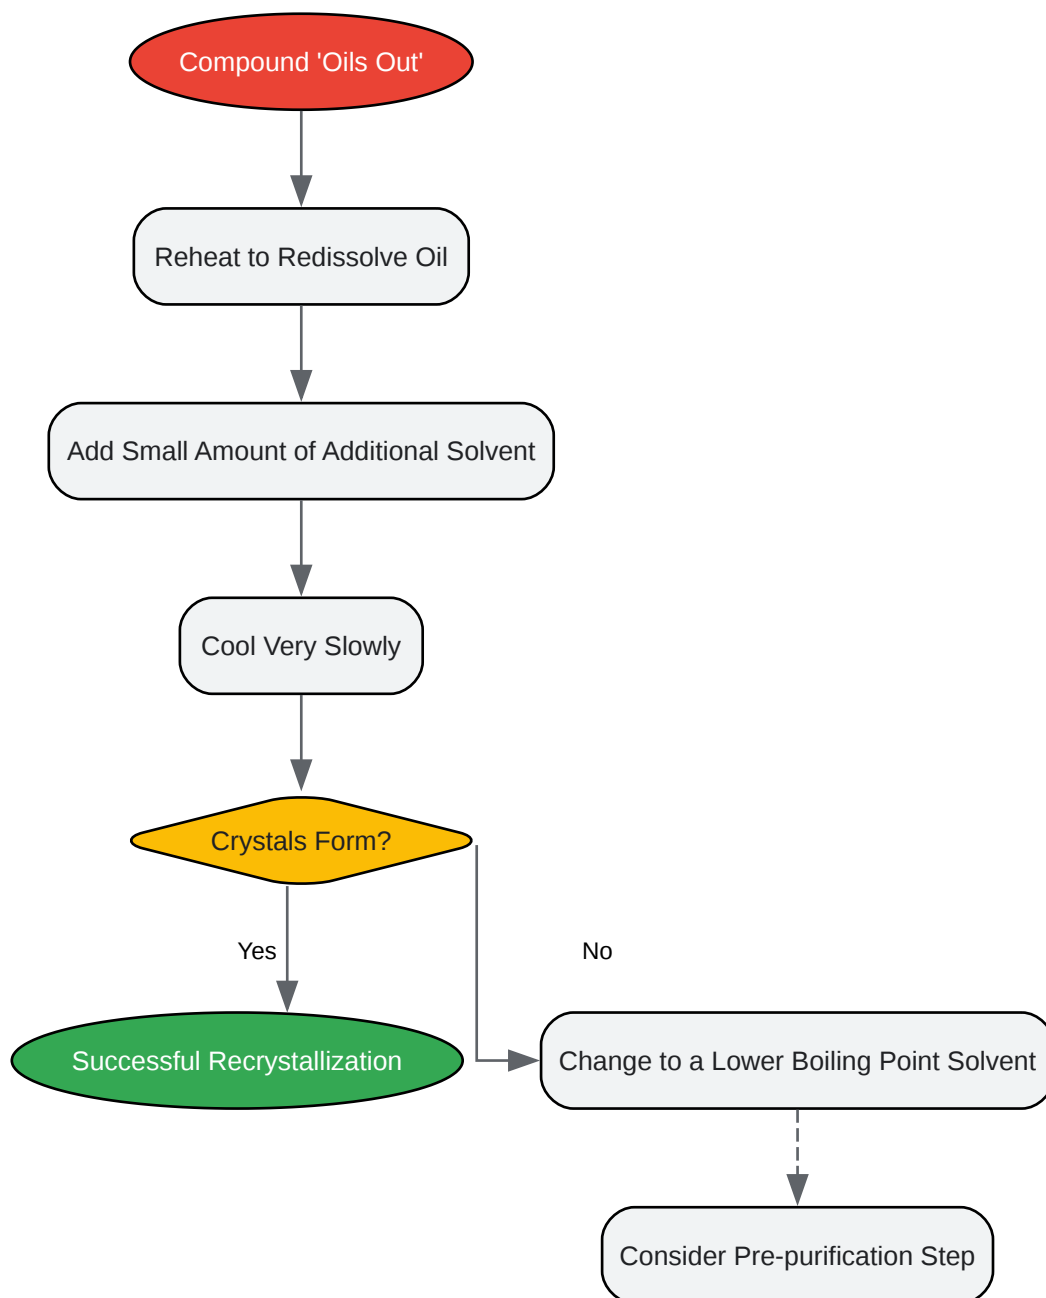 Compound 'Oils Out'
Reheat to Redissolve Oil
Add Small Amount of Additional Solvent
Cool Very Slowly
Crystals Form?
Yes
No
Successful Recrystallization
Change to a Lower Boiling Point Solvent
Consider Pre-purification Step